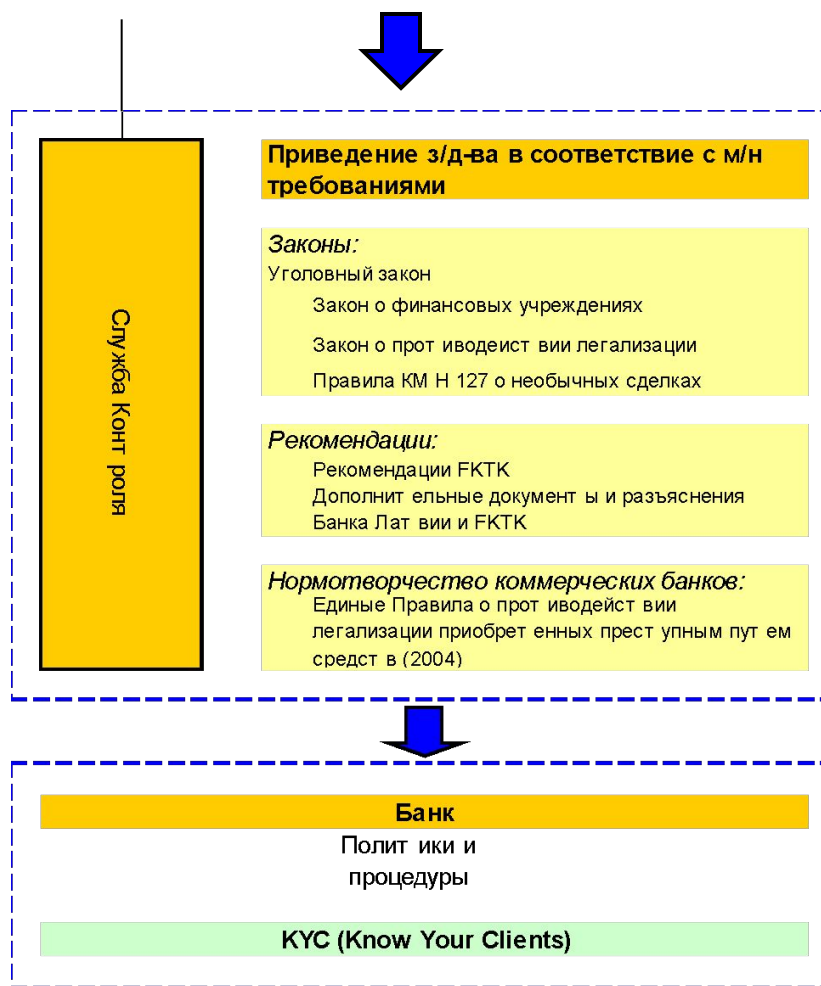 Служба Конт роля
Приведение з/д-ва в соответствие с м/н
требованиями
Законы:
Уголовный закон
Закон о финансовых учреждениях
Закон о прот иводеист вии легализации
Правила КМ Н 127 о необычных сделках
Рекомендации:
Рекомендации FKTK
Дополнит ельные документ ы и разъяснения
Банка Лат вии и FKTK
Нормотворчество коммерческих банков:
Единые Правила о прот иводейст вии
легализации приобрет енных прест упным пут ем
средст в (2004)
Банк
Полит ики и
процедуры
KYC (Know Your Clients)